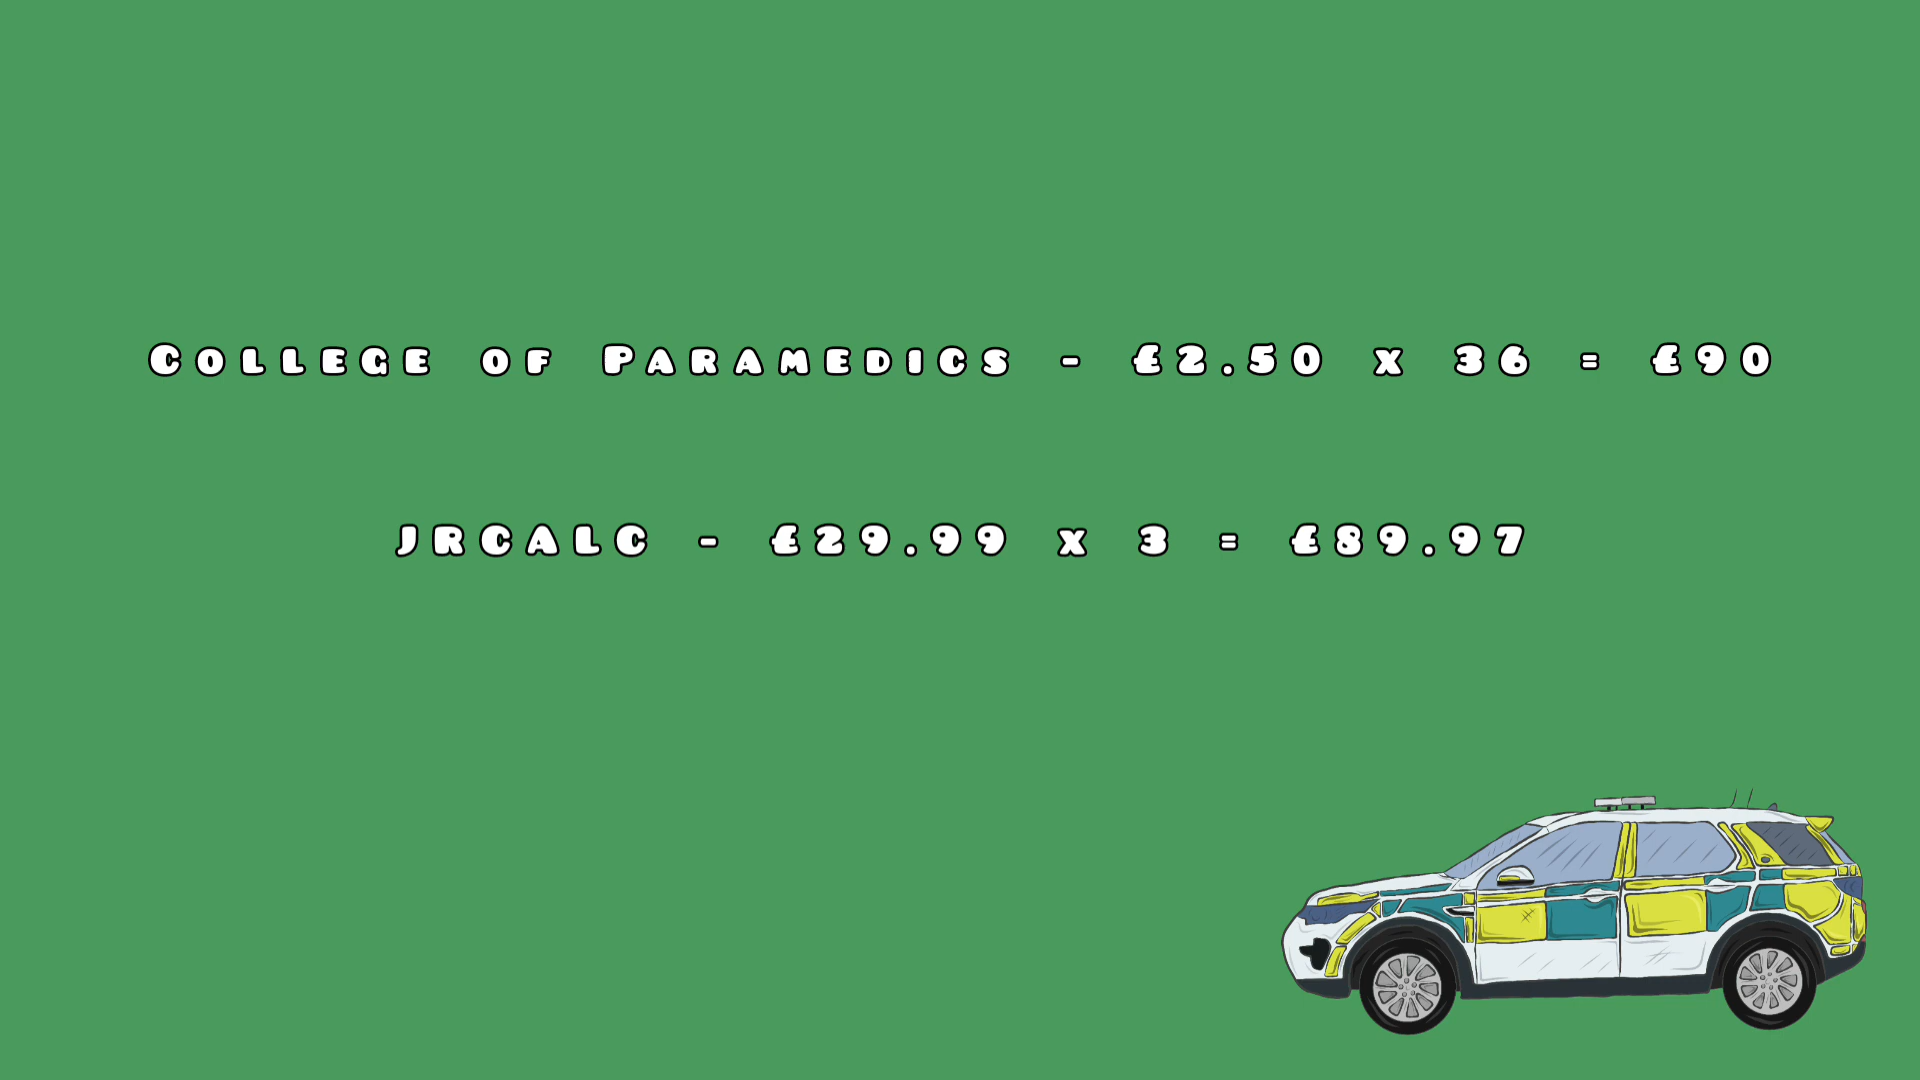 College of Paramedics - £2.50 x 36 = £90
JRCALC - £29.99 x 3 = £89.97